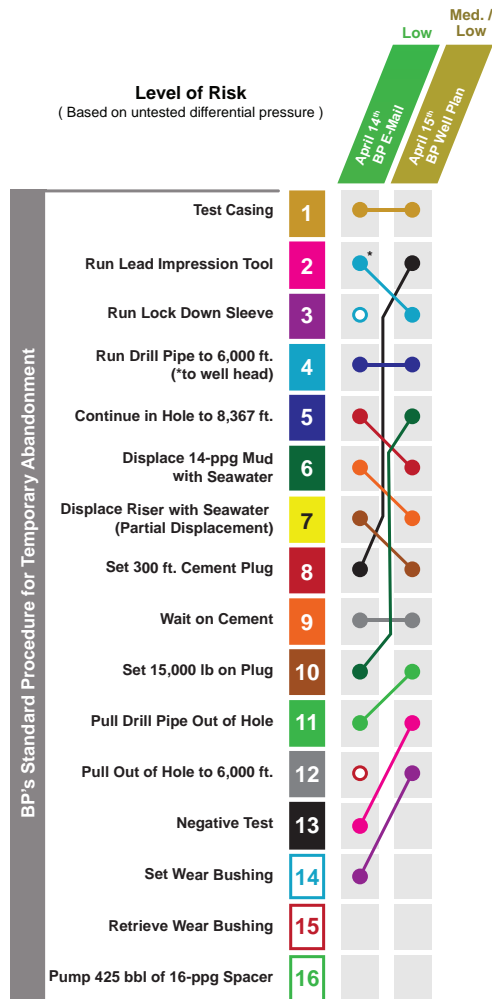 Med. /
Low
Low
Level of Risk
( Based on untested differential pressure )
April 14th
BP E-Mail
April 15th
BP Well Plan
BP's Standard Procedure for Temporary Abandonment
Test Casing 1
Run Lead Impression Tool 2 *
Run Lock Down Sleeve 3
Run Drill Pipe to 6,000 ft.
(*to well head) 4
Continue in Hole to 8,367 ft. 5
Displace 14-ppg Mud
with Seawater 6
Displace Riser with Seawater
(Partial Displacement) 7
Set 300 ft. Cement Plug 8
Wait on Cement 9
Set 15,000 lb on Plug 10
Pull Drill Pipe Out of Hole 11
Pull Out of Hole to 6,000 ft. 12
Negative Test 13
Set Wear Bushing 14
Retrieve Wear Bushing 15
Pump 425 bbl of 16-ppg Spacer 16